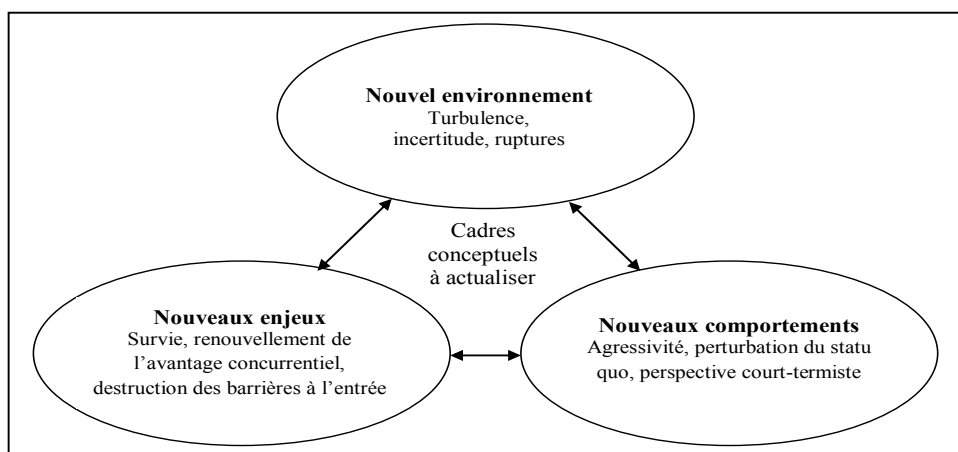 Nouvel environnement
Turbulence,
incertitude, ruptures
Cadres
conceptuels
à actualiser
Nouveaux enjeux
Survie, renouvellement de
l’avantage concurrentiel,
destruction des barrières à l’entrée
Nouveaux comportements
Agressivité, perturbation du statu
quo, perspective court-termiste